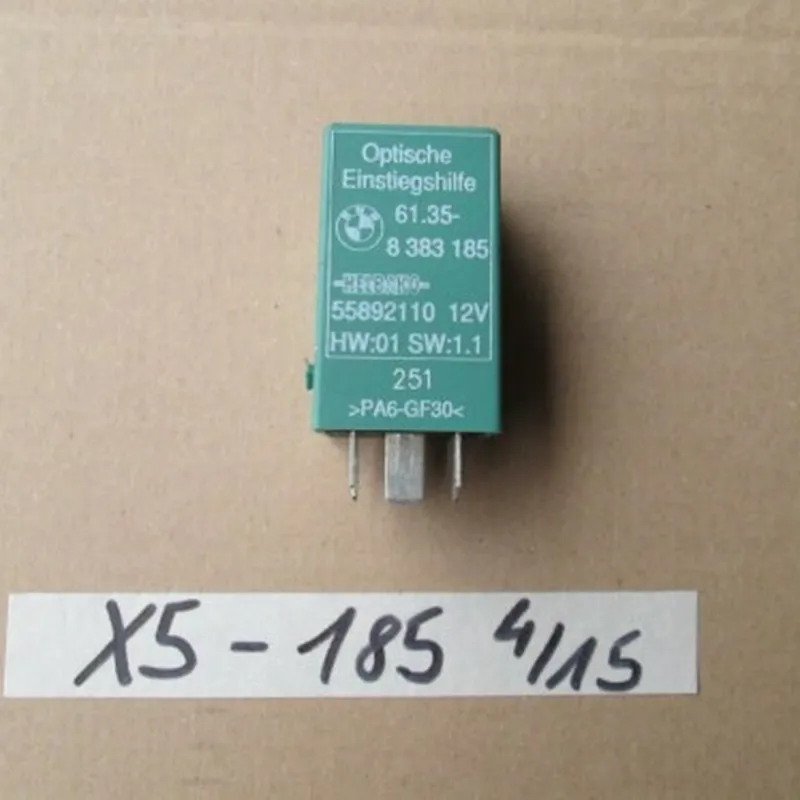 Optische
Einstiegshilfe
61.35-
8 383 185
-HELBAKO-
55892110 12V
HW:01 SW:1.1
251
>PA6-GF30<
X5-185 4/15